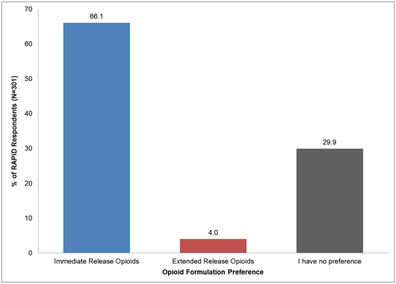 70
66.1
60
50
40
30
29.9
20
10
4.0
0
% of RAPID Respondents (N=301)
Immediate Release Opioids
Extended Release Opioids
I have no preference
Opioid Formulation Preference